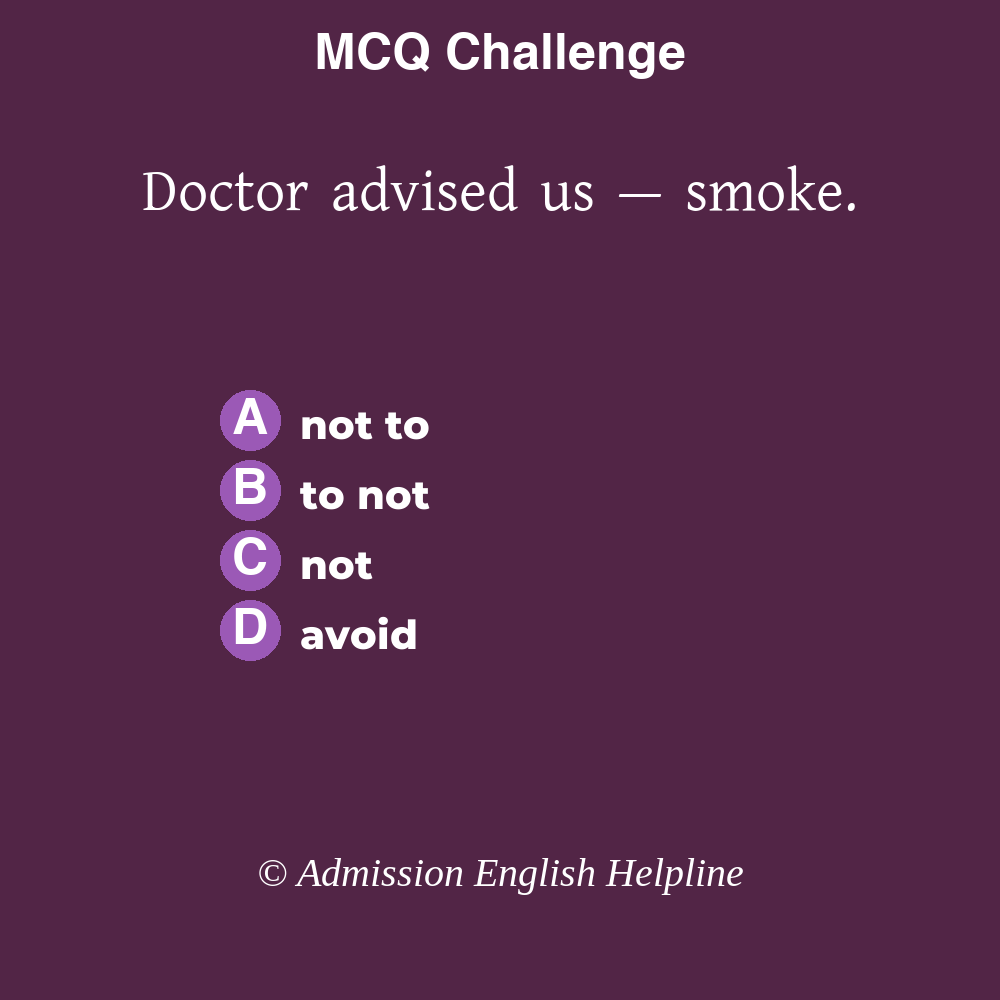 MCQ Challenge
Doctor advised us — smoke.
A not to
B to not
C not
D avoid
© Admission English Helpline